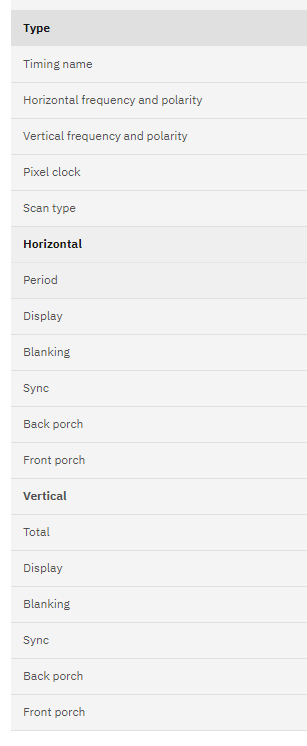 Type
Timing name
Horizontal frequency and polarity
Vertical frequency and polarity
Pixel clock
Scan type
Horizontal
Period
Display
Blanking
Sync
Back porch
Front porch
Vertical
Total
Display
Blanking
Sync
Back porch
Front porch